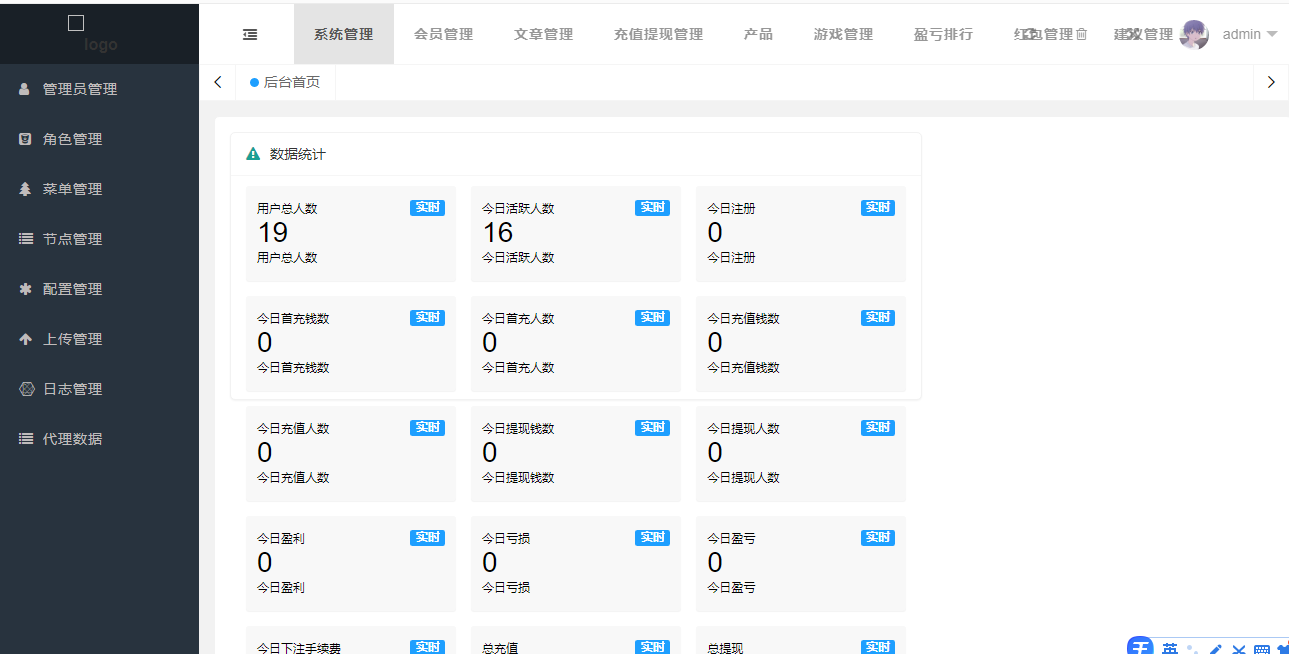 logo
系统管理 会员管理 文章管理 充值提现管理 产品 游戏管理 盈亏排行 红包管理 建议管理 admin
后台首页
管理员管理
角色管理
菜单管理
节点管理
配置管理
上传管理
日志管理
代理数据
数据统计
用户总人数 实时
19
用户总人数
今日活跃人数 实时
16
今日活跃人数
今日注册 实时
0
今日注册
今日首充钱数 实时
0
今日首充钱数
今日首充人数 实时
0
今日首充人数
今日充值钱数 实时
0
今日充值钱数
今日充值人数 实时
0
今日充值人数
今日提现钱数 实时
0
今日提现钱数
今日提现人数 实时
0
今日提现人数
今日盈利 实时
0
今日盈利
今日亏损 实时
0
今日亏损
今日盈亏 实时
0
今日盈亏
今日下注手续费 实时
总充值 实时
总提现 实时
英